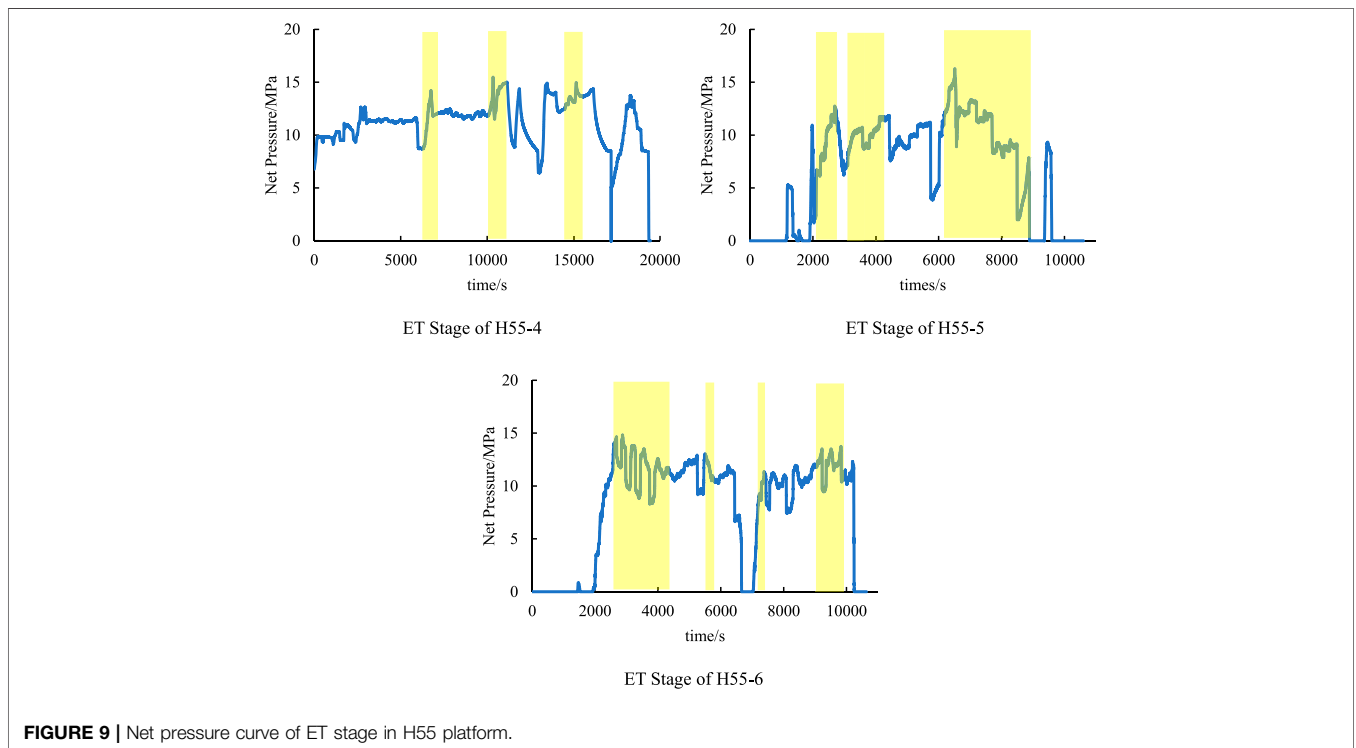 20
15
10
5
0
Net Pressure/MPa
0 5000 10000 15000 20000
time/s
ET Stage of H55-4
20
15
10
5
0
Net Pressure/MPa
0 2000 4000 6000 8000 10000
times/s
ET Stage of H55-5
20
15
10
5
0
Net Pressure/MPa
0 2000 4000 6000 8000 10000
time/s
ET Stage of H55-6
FIGURE 9 | Net pressure curve of ET stage in H55 platform.